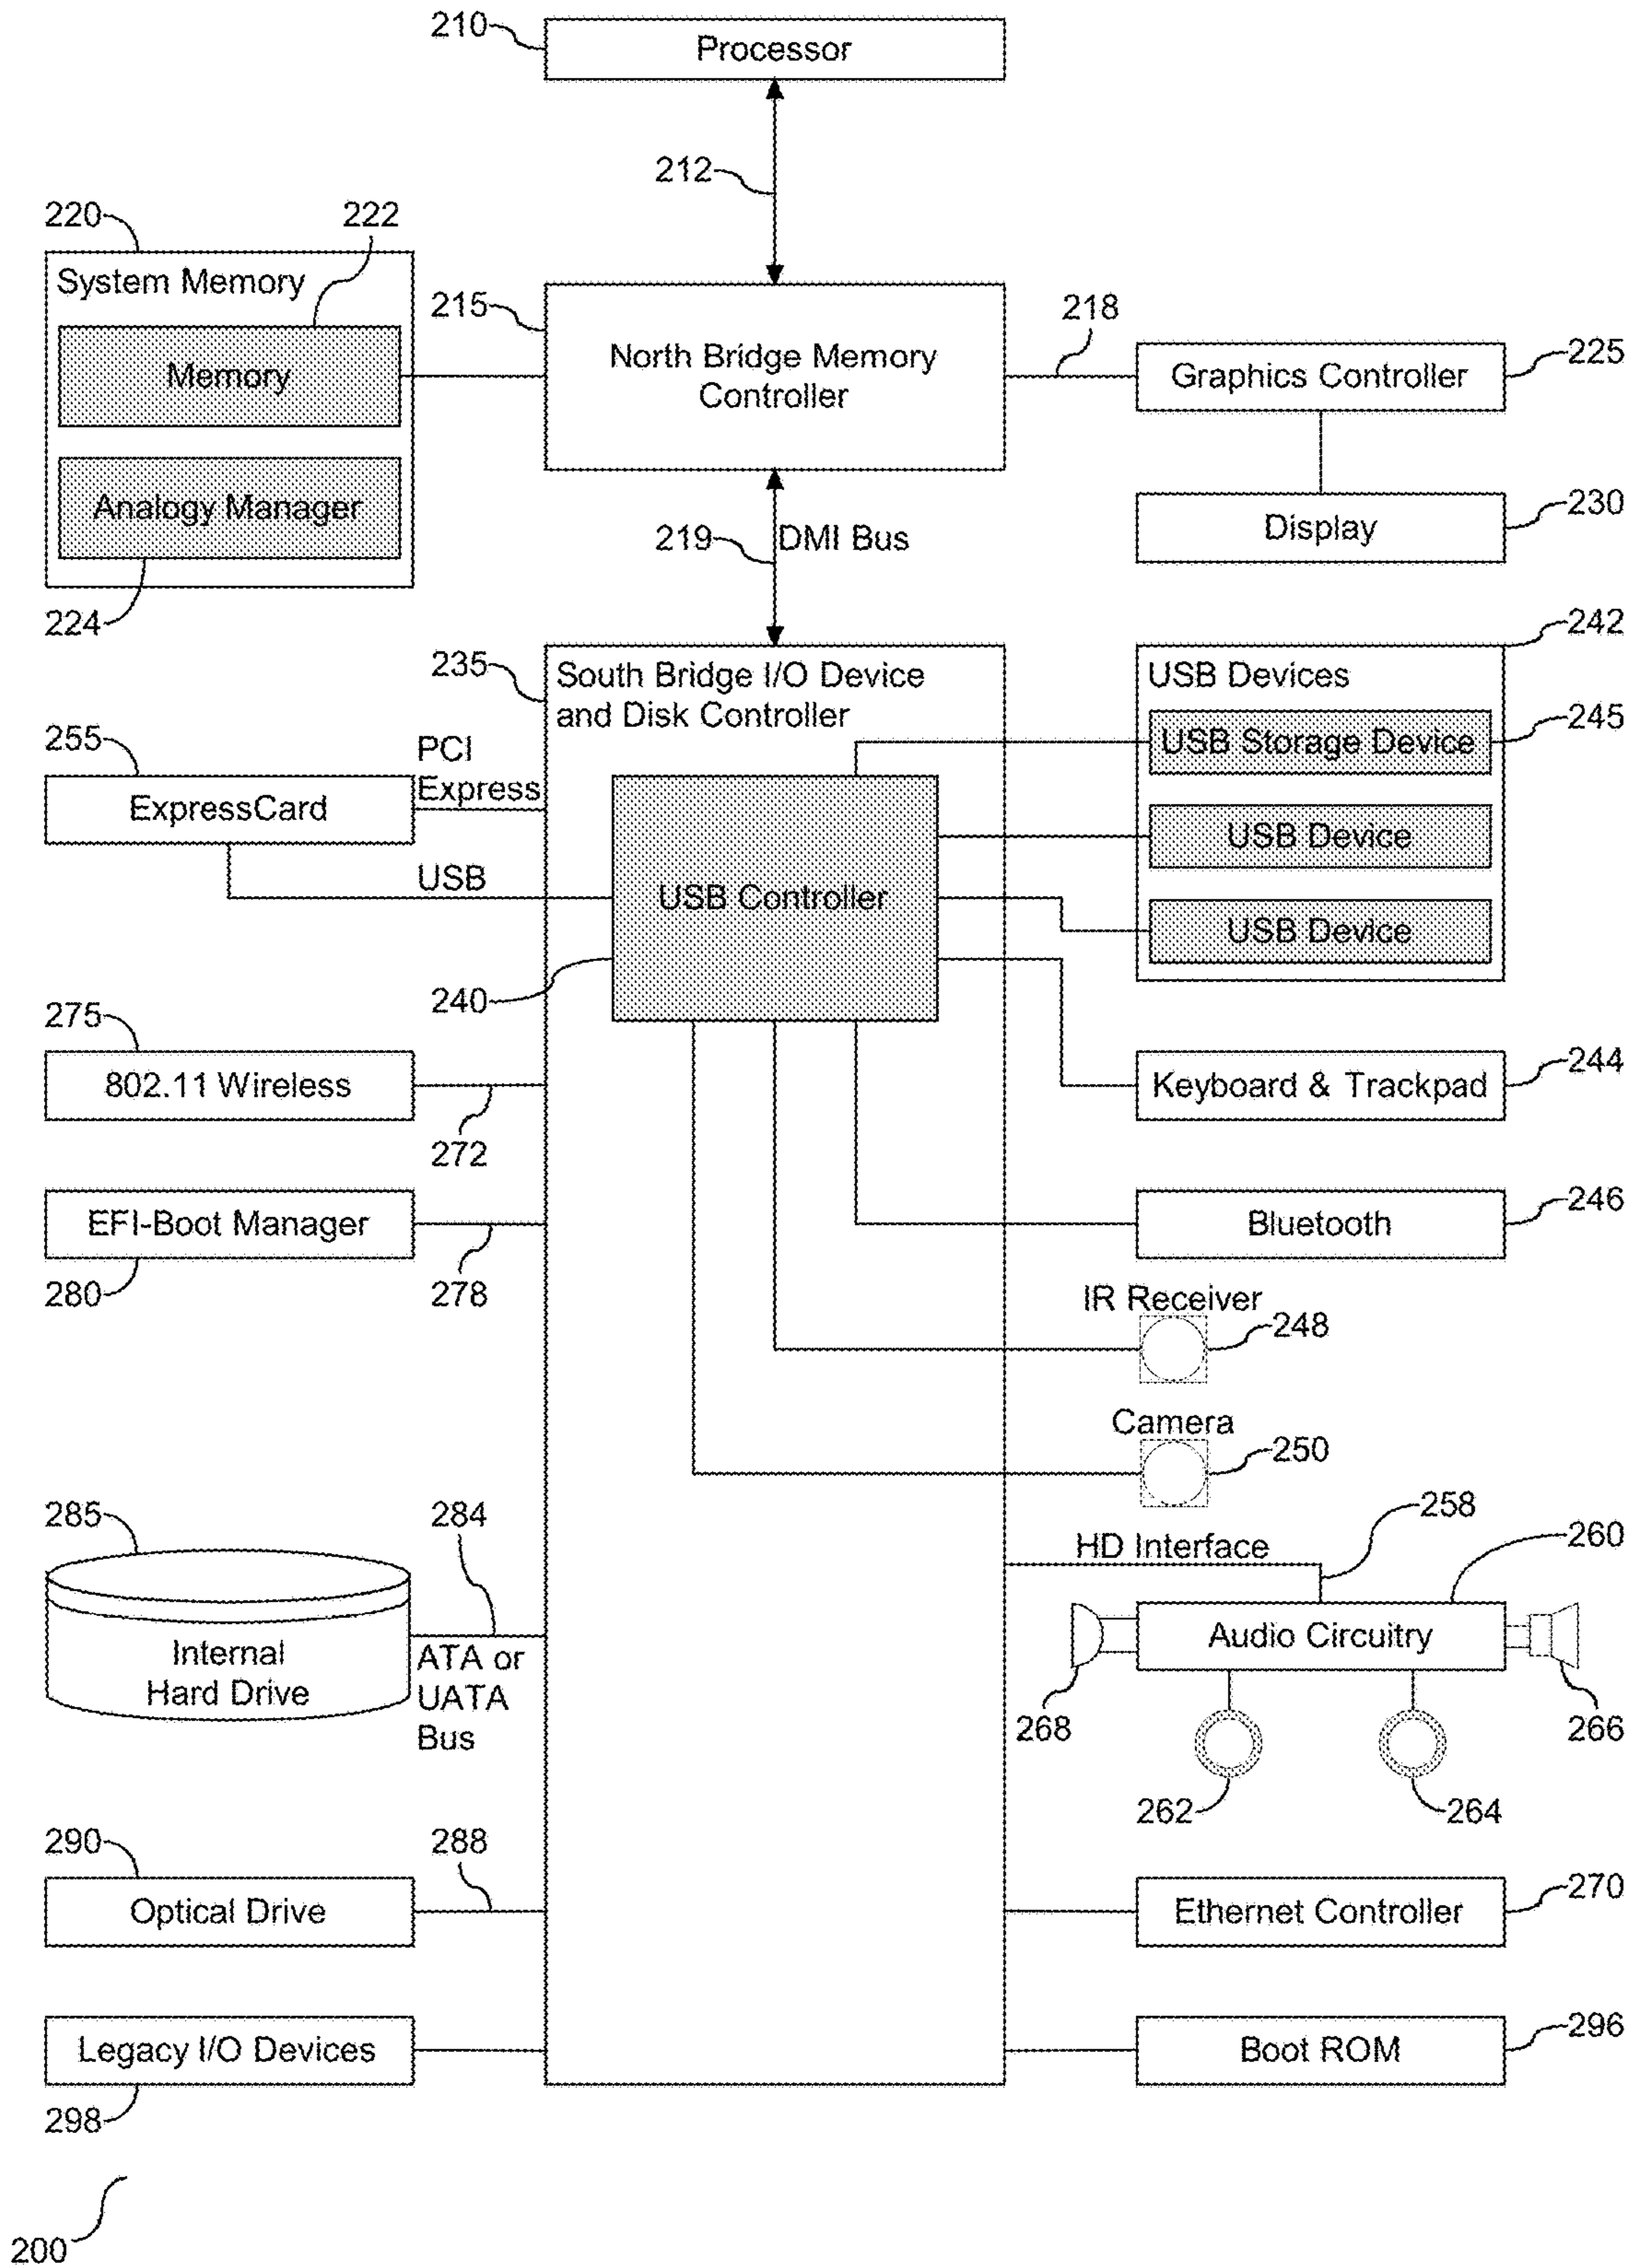 210
Processor
212
220
222
System Memory
215
218
Memory
North Bridge Memory
Controller
Graphics Controller
225
Analogy Manager
219
DMI Bus
Display
230
224
235
South Bridge I/O Device
and Disk Controller
242
USB Devices
245
USB Storage Device
USB Device
USB Device
255
PCI
Express
ExpressCard
USB
USB Controller
240
275
802.11 Wireless
272
Keyboard & Trackpad
244
EFI-Boot Manager
280
278
Bluetooth
246
IR Receiver
248
Camera
250
285
284
Internal
Hard Drive
ATA or
UATA
Bus
258
HD Interface
260
Audio Circuitry
268
266
262
264
290
288
Optical Drive
Ethernet Controller
270
Legacy I/O Devices
298
Boot ROM
296
200